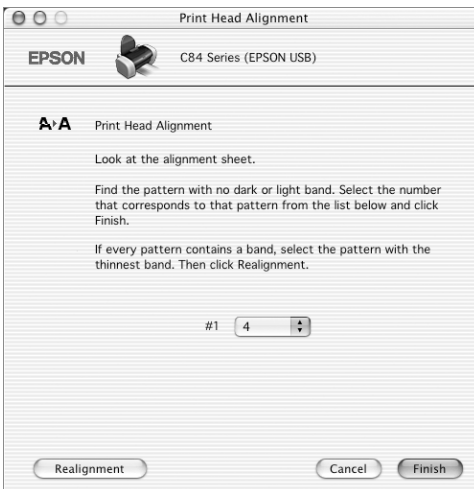 Print Head Alignment
EPSON
C84 Series (EPSON USB)
A›A Print Head Alignment
Look at the alignment sheet.
Find the pattern with no dark or light band. Select the number
that corresponds to that pattern from the list below and click
Finish.
If every pattern contains a band, select the pattern with the
thinnest band. Then click Realignment.
#1 4
Realignment Cancel Finish